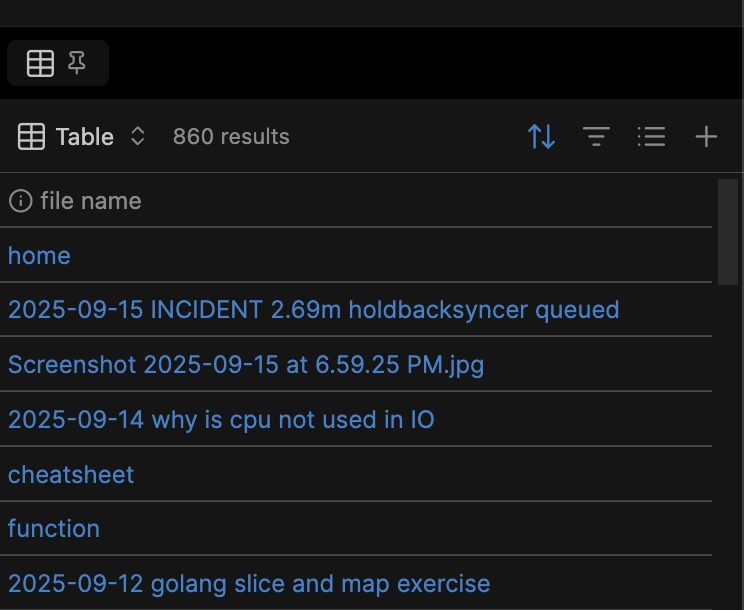 Table 860 results
file name
home
2025-09-15 INCIDENT 2.69m holdbacksyncer queued
Screenshot 2025-09-15 at 6.59.25 PM.jpg
2025-09-14 why is cpu not used in IO
cheatsheet
function
2025-09-12 golang slice and map exercise